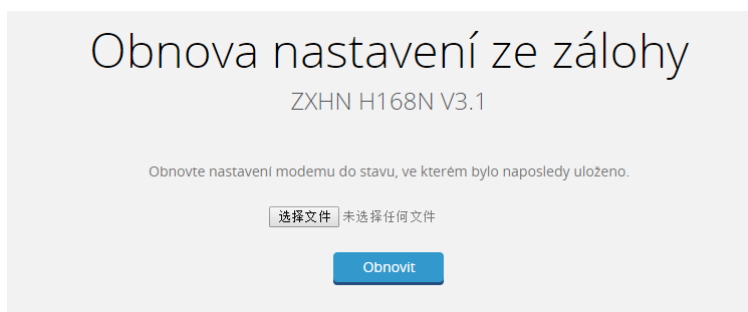 Obnova nastavení ze zálohy
ZXHN H168N V3.1
Obnovte nastavení modemu do stavu, ve kterém bylo naposledy uloženo.
选择文件 未选择任何文件
Obnovit